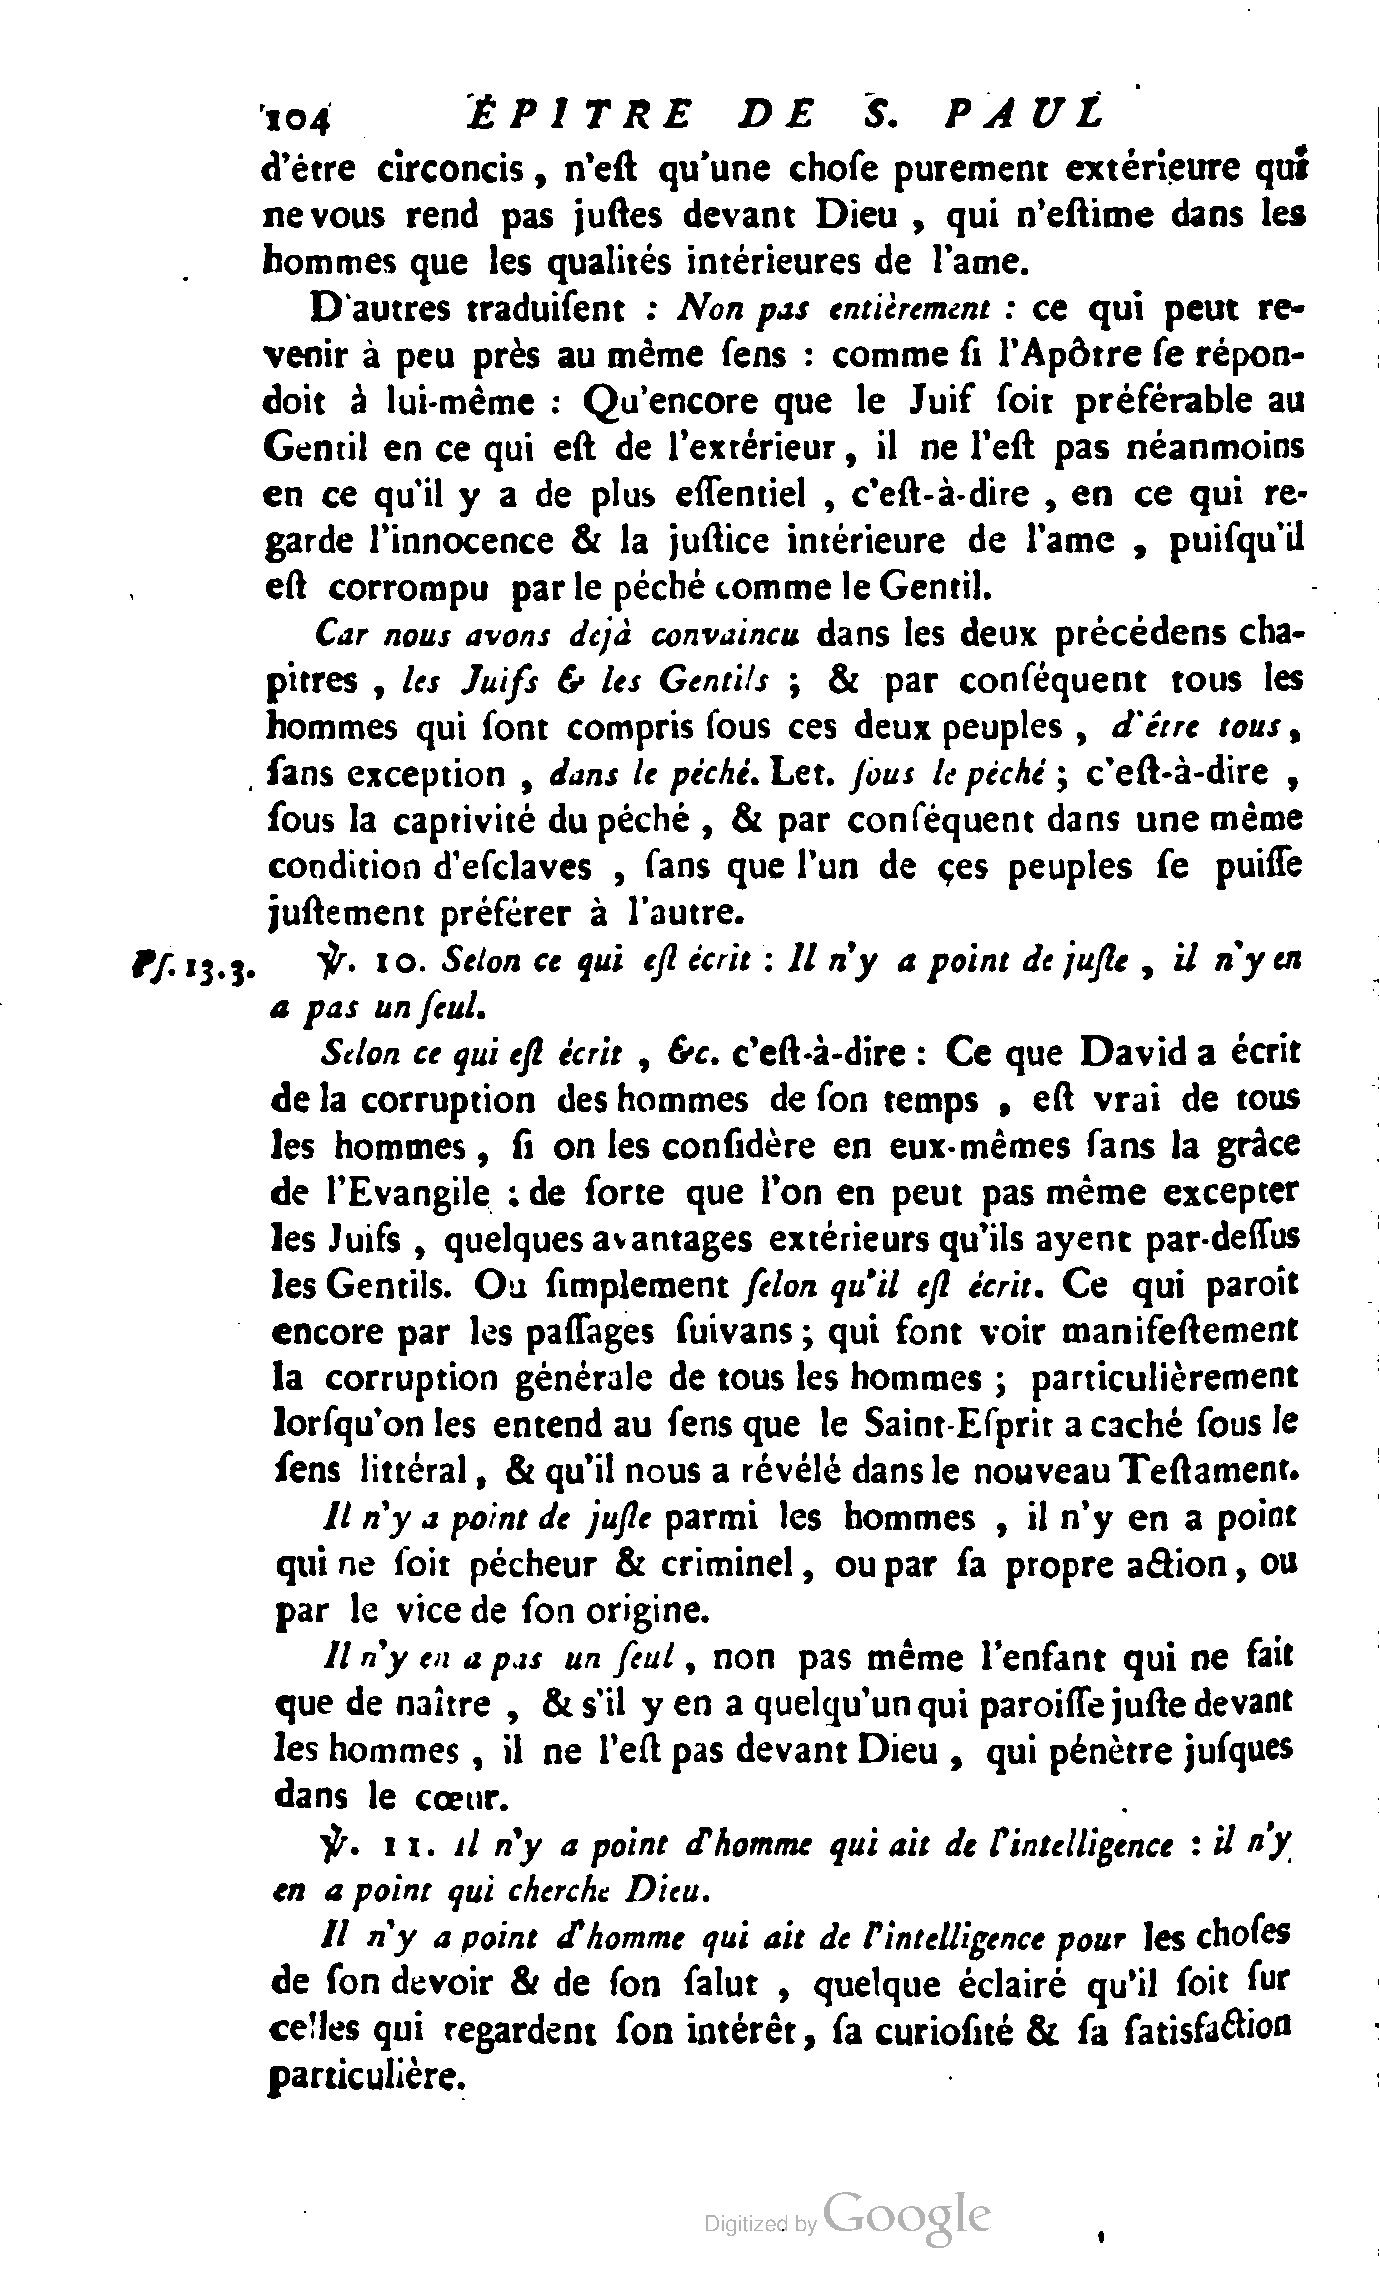 104 ÉPITRE DE S. PAUL
d'être circoncis, n'eſt qu'une choſe purement extérieure qui
ne vous rend pas juſtes devant Dieu, qui n'eſtime dans les
hommes que les qualités intérieures de l'ame.
D'autres traduiſent : Non pas entièrement : ce qui peut re-
venir à peu près au même ſens : comme ſi l'Apôtre ſe répon-
doit à lui-même : Qu'encore que le Juif ſoit préférable au
Gentil en ce qui eſt de l'extérieur, il ne l'eſt pas néanmoins
en ce qu'il y a de plus eſſentiel, c'eſt-à-dire, en ce qui re-
garde l'innocence & la juſtice intérieure de l'ame, puiſqu'il
eſt corrompu par le péché comme le Gentil.
Car nous avons déjà convaincu dans les deux précédens cha-
pitres, les Juifs & les Gentils ; & par conſéquent tous les
hommes qui ſont compris ſous ces deux peuples, d'être tous,
ſans exception, dans le péché. Let. ſous le péché ; c'eſt-à-dire,
ſous la captivité du péché, & par conſéquent dans une même
condition d'eſclaves, ſans que l'un de çes peuples ſe puiſſe
juſtement préférer à l'autre.
Pſ. 13.3. ℣. 10. Selon ce qui eſt écrit : Il n'y a point de juſte, il n'y en
a pas un ſeul.
Selon ce qui eſt écrit, &c. c'eſt-à-dire : Ce que David a écrit
de la corruption des hommes de ſon temps, eſt vrai de tous
les hommes, ſi on les conſidère en eux-mêmes ſans la grâce
de l'Evangile : de ſorte que l'on en peut pas même excepter
les Juifs, quelques avantages extérieurs qu'ils ayent par-deſſus
les Gentils. Ou ſimplement ſelon qu'il eſt écrit. Ce qui paroît
encore par les paſſages ſuivans ; qui font voir manifeſtement
la corruption générale de tous les hommes ; particulièrement
lorſqu'on les entend au ſens que le Saint-Eſprit a caché ſous le
ſens littéral, & qu'il nous a révélé dans le nouveau Teſtament.
Il n'y a point de juſte parmi les hommes, il n'y en a point
qui ne ſoit pécheur & criminel, ou par ſa propre action, ou
par le vice de ſon origine.
Il n'y en a pas un ſeul, non pas même l'enfant qui ne fait
que de naître, & s'il y en a quelqu'un qui paroiſſe juſte devant
les hommes, il ne l'eſt pas devant Dieu, qui pénètre juſques
dans le cœur.
℣. 11. Il n'y a point d'homme qui ait de l'intelligence : il n'y
en a point qui cherche Dieu.
Il n'y a point d'homme qui ait de l'intelligence pour les choſes
de ſon devoir & de ſon ſalut, quelque éclairé qu'il ſoit ſur
celles qui regardent ſon intérêt, ſa curioſité & ſa ſatisfaction
particulière.
Digitized by Google